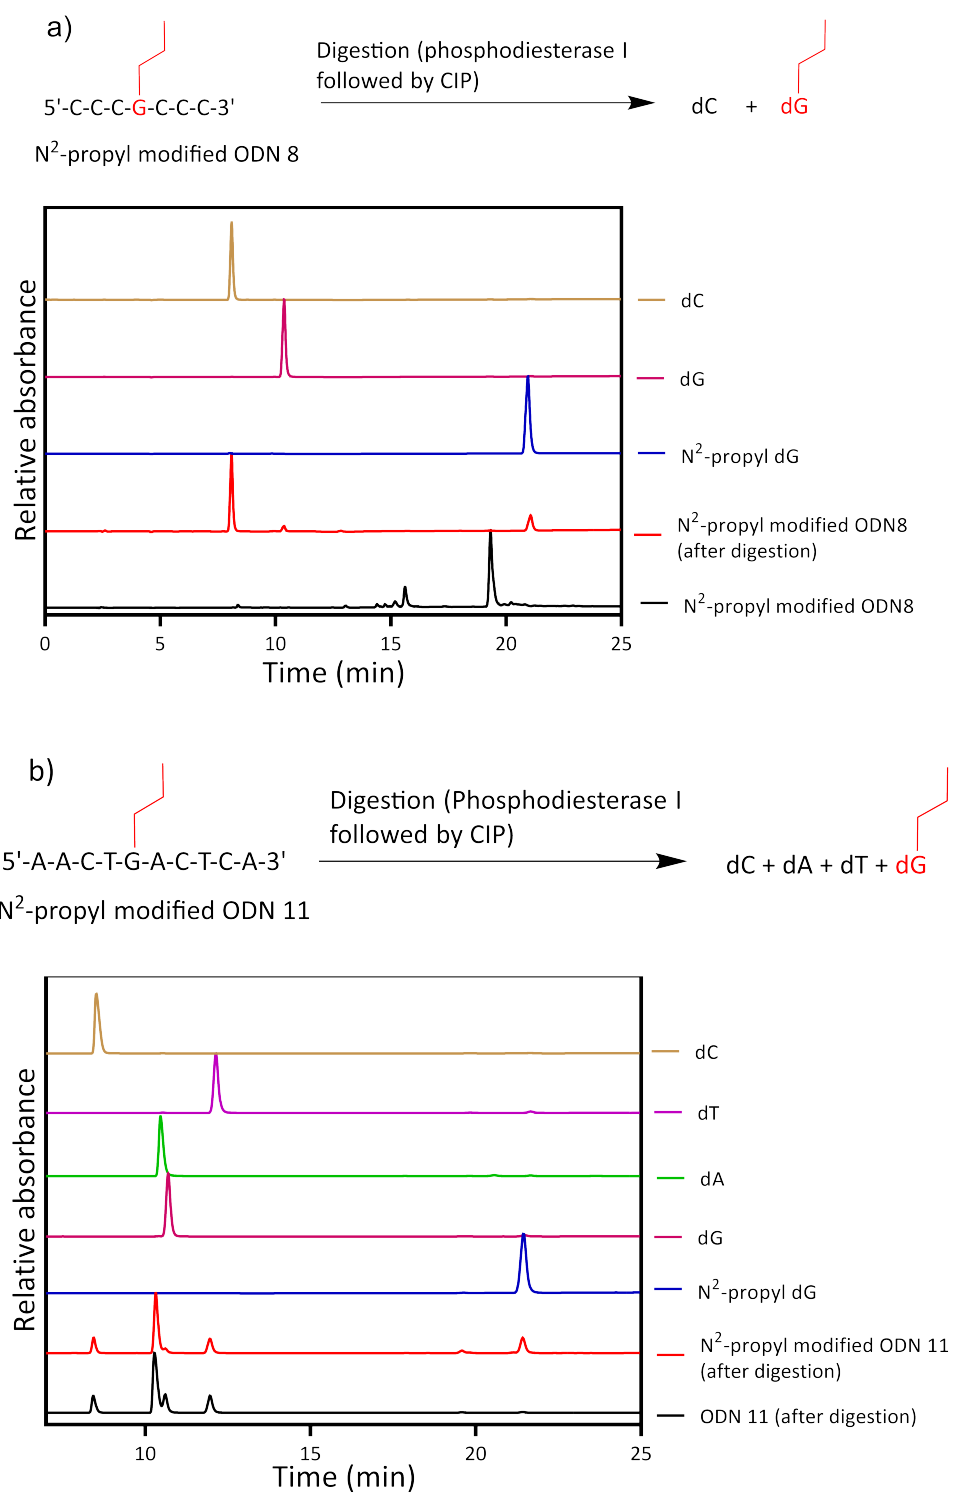 a)
Digestion (phosphodiesterase I
followed by CIP)
5'-C-C-C-G-C-C-C-3'
dC + dG
N²-propyl modified ODN 8
Relative absorbance
dC
dG
N²-propyl dG
N²-propyl modified ODN8
(after digestion)
N²-propyl modified ODN8
0 5 10 15 20 25
Time (min)
b)
Digestion (Phosphodiesterase I
followed by CIP)
5'-A-A-C-T-G-A-C-T-C-A-3'
dC + dA + dT + dG
N²-propyl modified ODN 11
Relative absorbance
dC
dT
dA
dG
N²-propyl dG
N²-propyl modified ODN 11
(after digestion)
ODN 11 (after digestion)
10 15 20 25
Time (min)